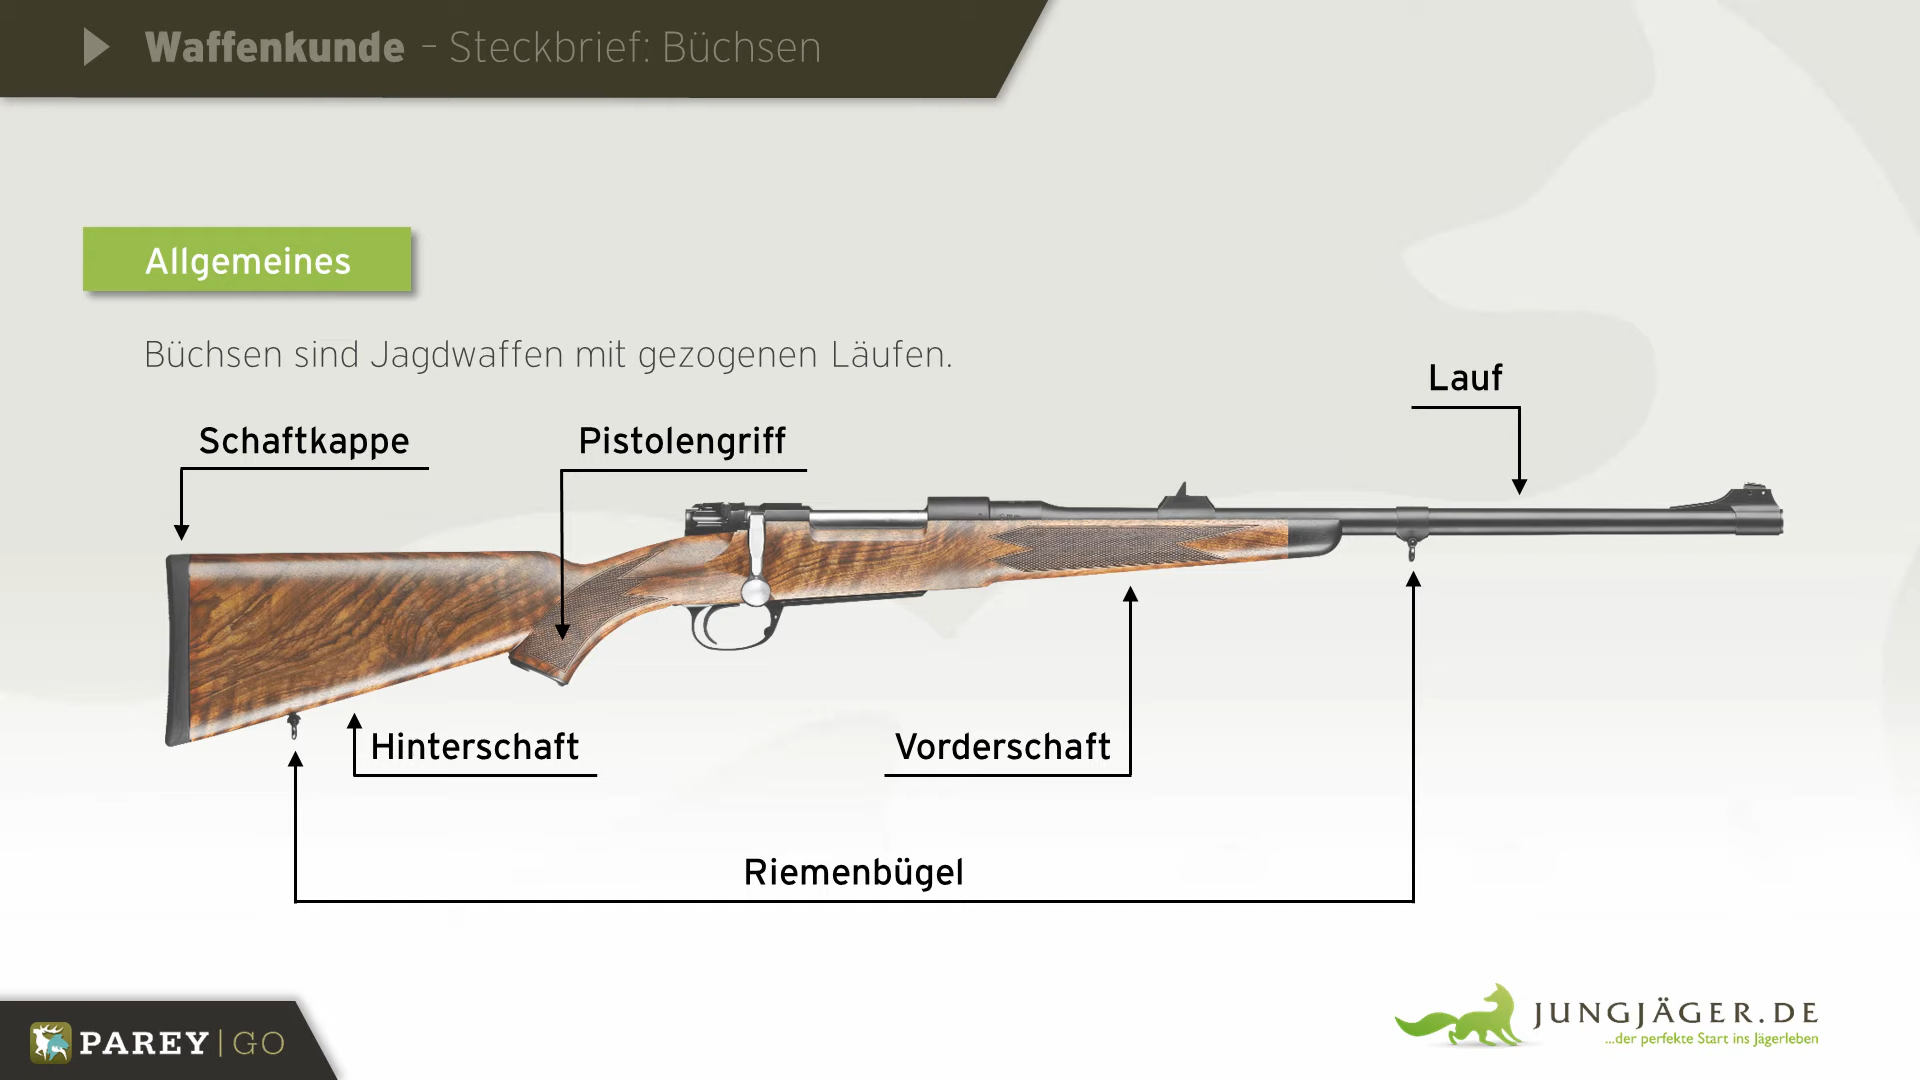 Waffenkunde – Steckbrief: Büchsen
Allgemeines
Büchsen sind Jagdwaffen mit gezogenen Läufen.
Lauf
Schaftkappe
Pistolengriff
Hinterschaft
Vorderschaft
Riemenbügel
PAREY|GO
JUNGJÄGER.DE
...der perfekte Start ins Jägerleben